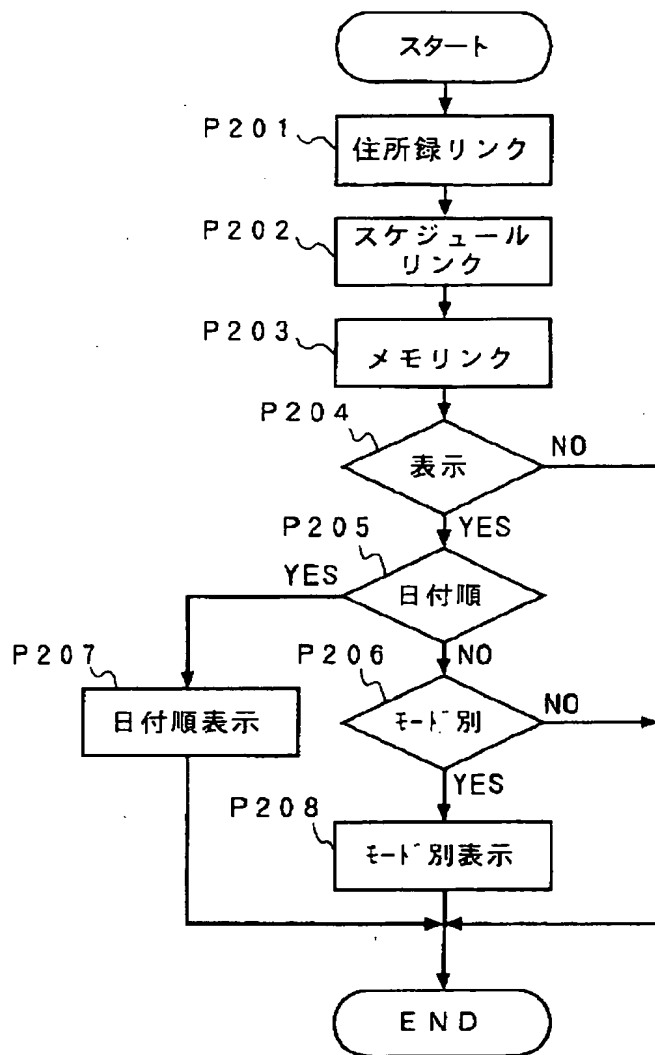 スタート
P201
住所録リンク
P202
スケジュール
リンク
P203
メモリンク
P204
表示
NO
YES
P205
YES
日付順
NO
P207
P206
日付順表示
モード別
NO
YES
P208
モード別表示
END